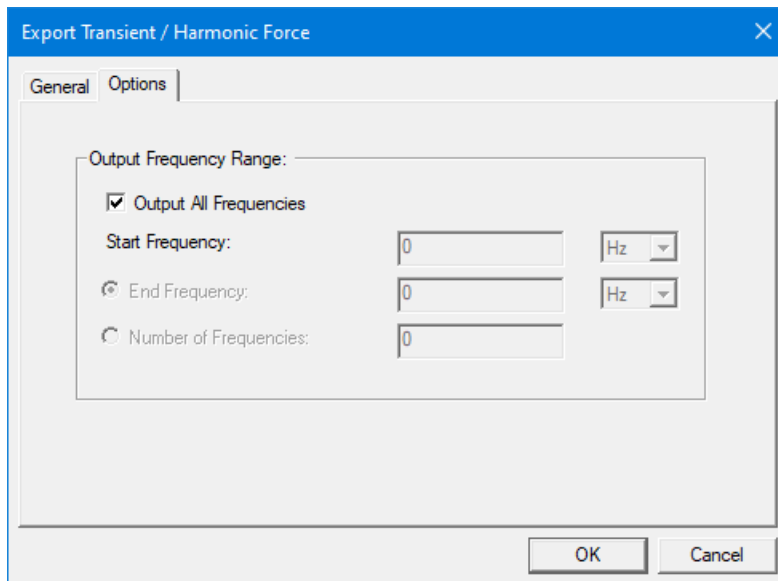 Export Transient / Harmonic Force
General Options
Output Frequency Range:
Output All Frequencies
Start Frequency: 0 Hz
End Frequency: 0 Hz
Number of Frequencies: 0
OK Cancel